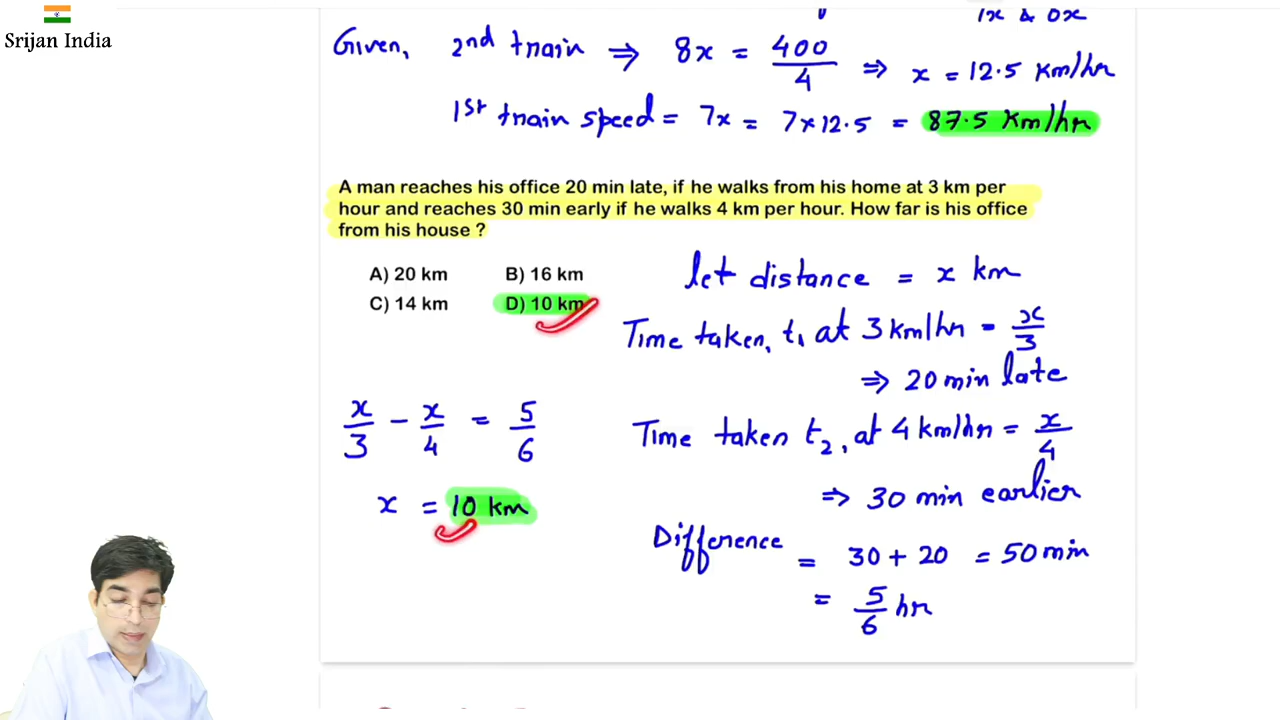 Srijan India
1x & 8x
Given, 2nd train ⇒ 8x = 400/4 ⇒ x = 12.5 Km/hr
1st train speed = 7x = 7×12.5 = 87.5 Km/hr
A man reaches his office 20 min late, if he walks from his home at 3 km per
hour and reaches 30 min early if he walks 4 km per hour. How far is his office
from his house ?
A) 20 km B) 16 km
C) 14 km D) 10 km
let distance = x km
Time taken, t₁ at 3 km/hr = x/3
⇒ 20 min late
Time taken t₂, at 4 km/hr = x/4
⇒ 30 min earlier
Difference = 30 + 20 = 50 min
= 5/6 hr
x/3 - x/4 = 5/6
x = 10 km